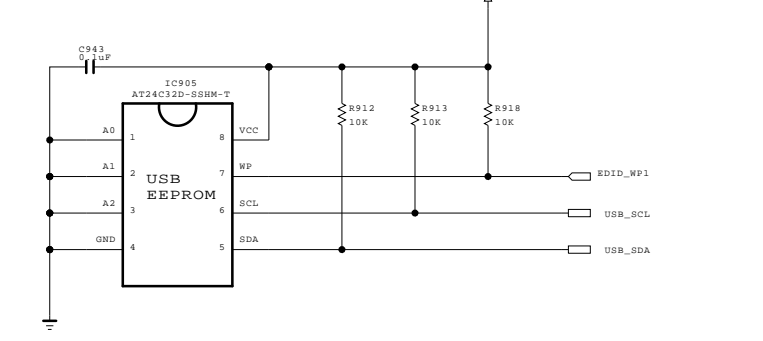 C943
0.1uF
IC905
AT24C32D-SSHM-T
R912
10K
R913
10K
R918
10K
A0
1
8
VCC
A1
2
7
WP
EDID_WP1
USB
EEPROM
A2
3
6
SCL
USB_SCL
GND
4
5
SDA
USB_SDA